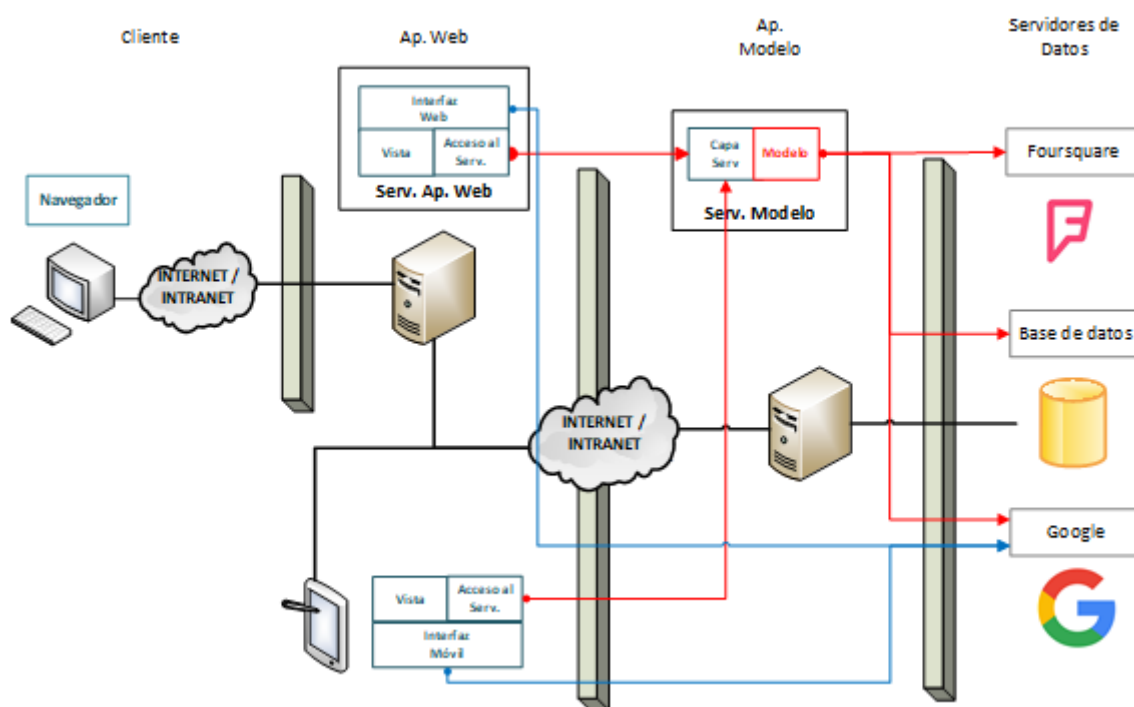 Cliente
Ap. Web
Ap.
Modelo
Servidores de
Datos
Interfaz
Web
Vista
Acceso al
Serv.
Serv. Ap. Web
Capa
Serv
Modelo
Serv. Modelo
Foursquare
Navegador
INTERNET /
INTRANET
Base de datos
INTERNET /
INTRANET
Google
Vista
Acceso al
Serv.
Interfaz
Móvil